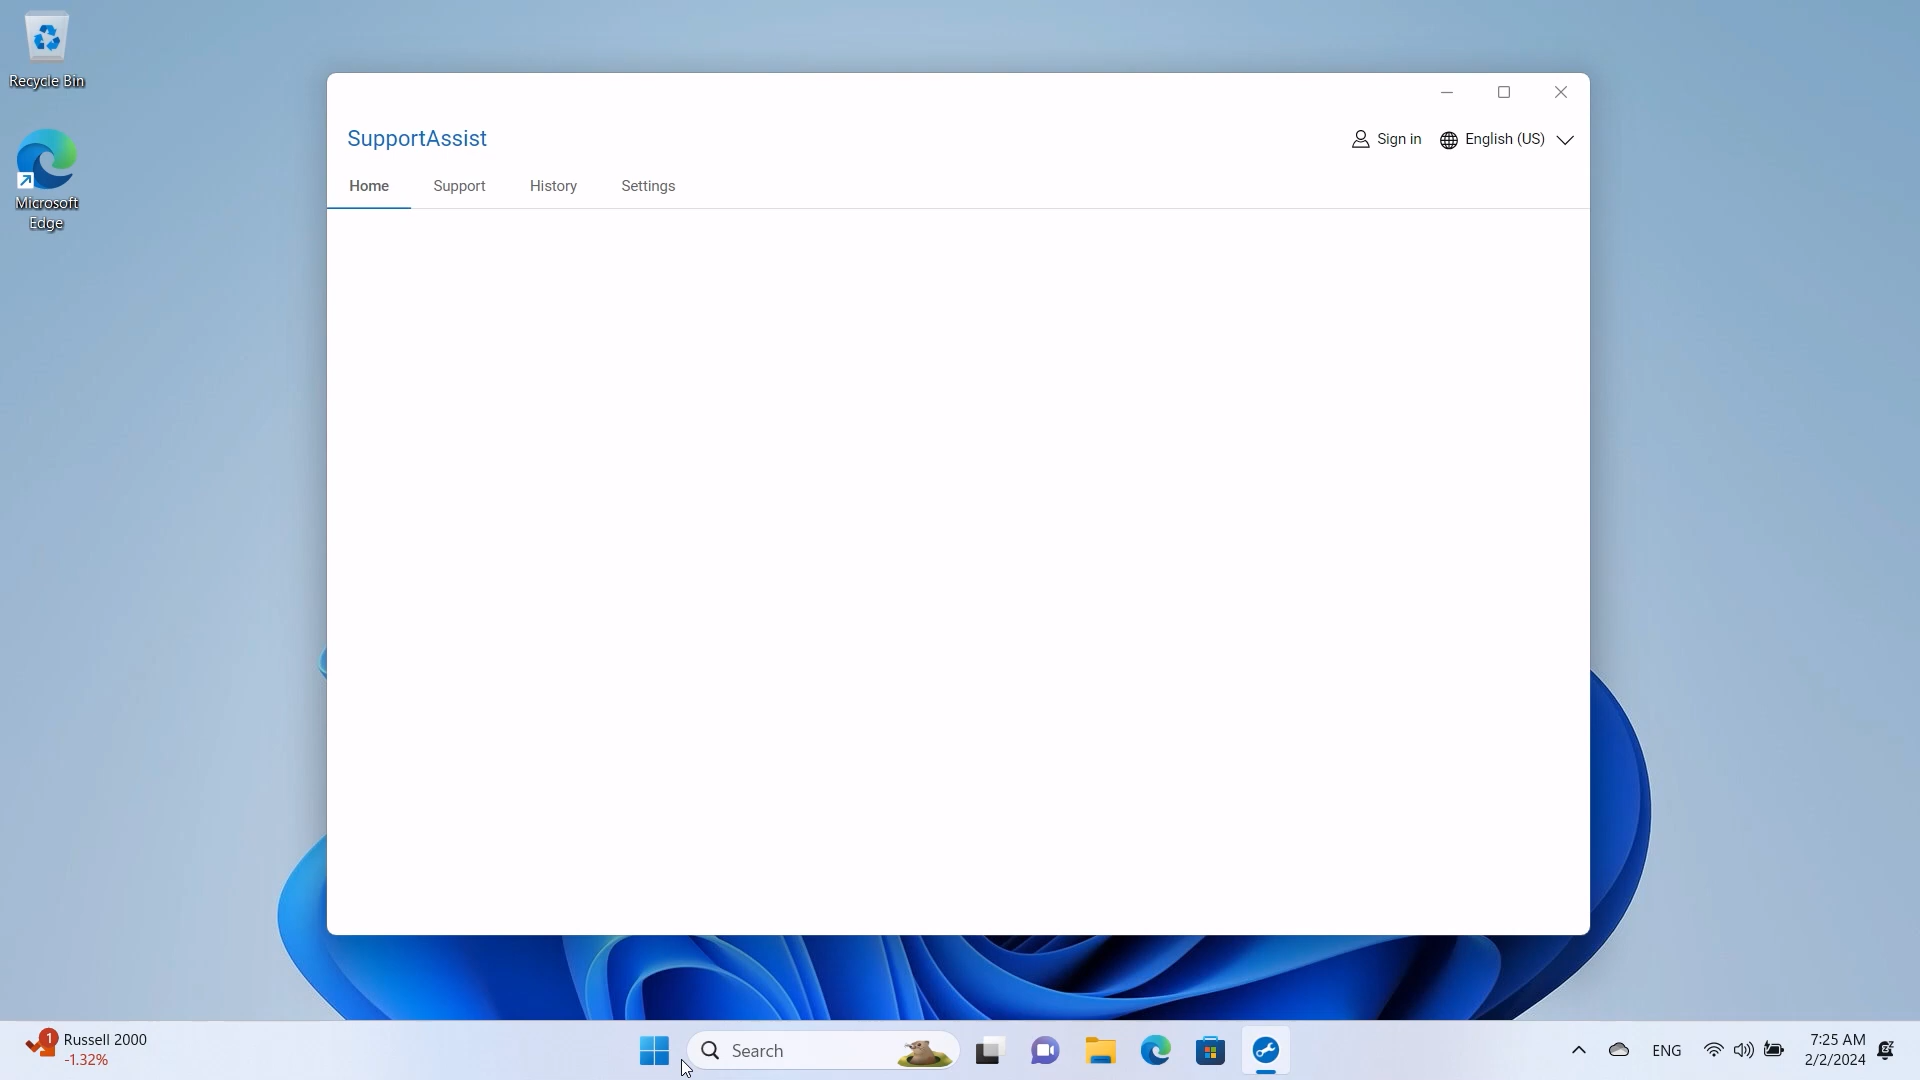 Recycle Bin
Microsoft
Edge
SupportAssist
Sign in
English (US)
Home
Support
History
Settings
1
Russell 2000
-1.32%
Search
ENG
7:25 AM
2/2/2024